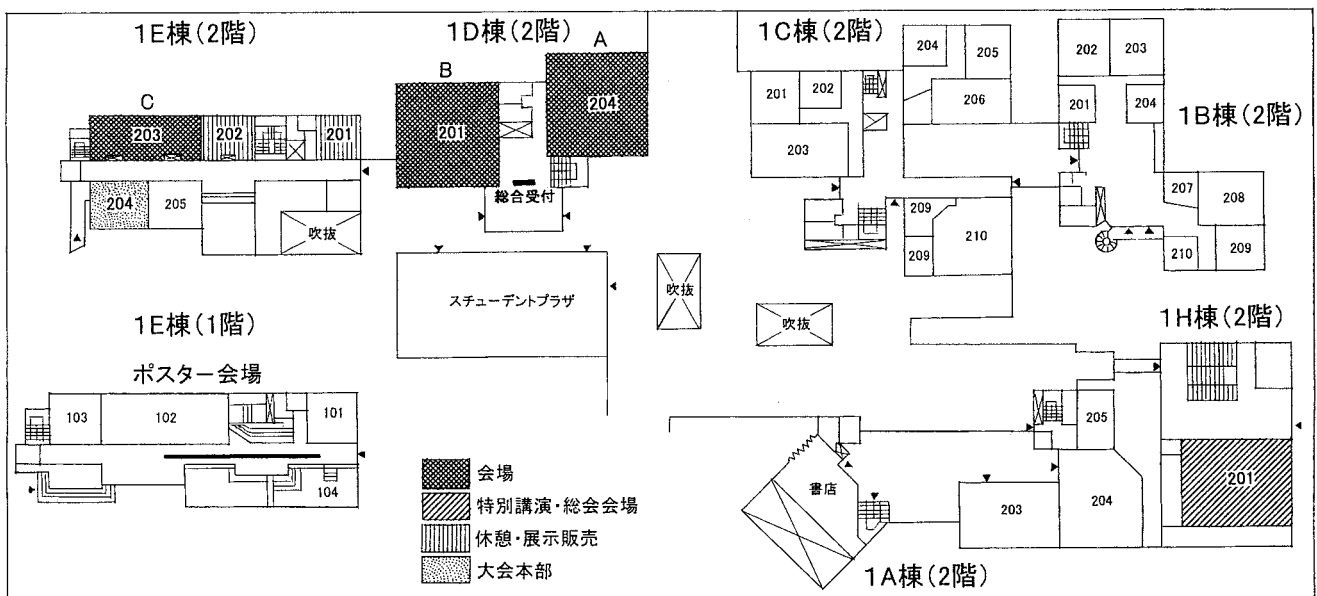 1E棟(2階)
1D棟(2階)
A
B
204
201
総合受付
C
203
202
201
204
205
吹抜
1C棟(2階)
204
205
201
202
206
203
209
209
210
202
203
201
204
1B棟(2階)
207
208
210
209
スチューデントプラザ
吹抜
吹抜
1E棟(1階)
ポスター会場
103
102
101
104
会場
特別講演・総会会場
休憩・展示販売
大会本部
1H棟(2階)
201
205
書店
203
204
1A棟(2階)